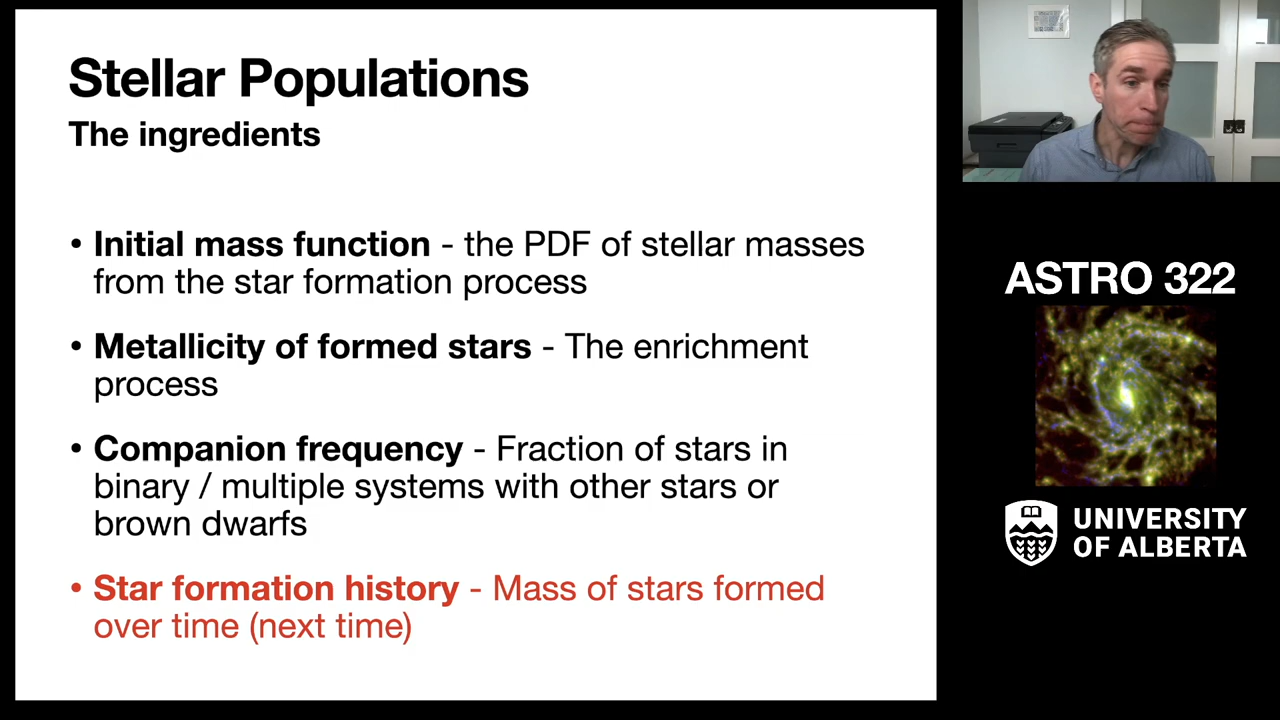 Stellar Populations
The ingredients
• Initial mass function - the PDF of stellar masses
from the star formation process
• Metallicity of formed stars - The enrichment
process
• Companion frequency - Fraction of stars in
binary / multiple systems with other stars or
brown dwarfs
• Star formation history - Mass of stars formed
over time (next time)
ASTRO 322
UNIVERSITY
OF ALBERTA